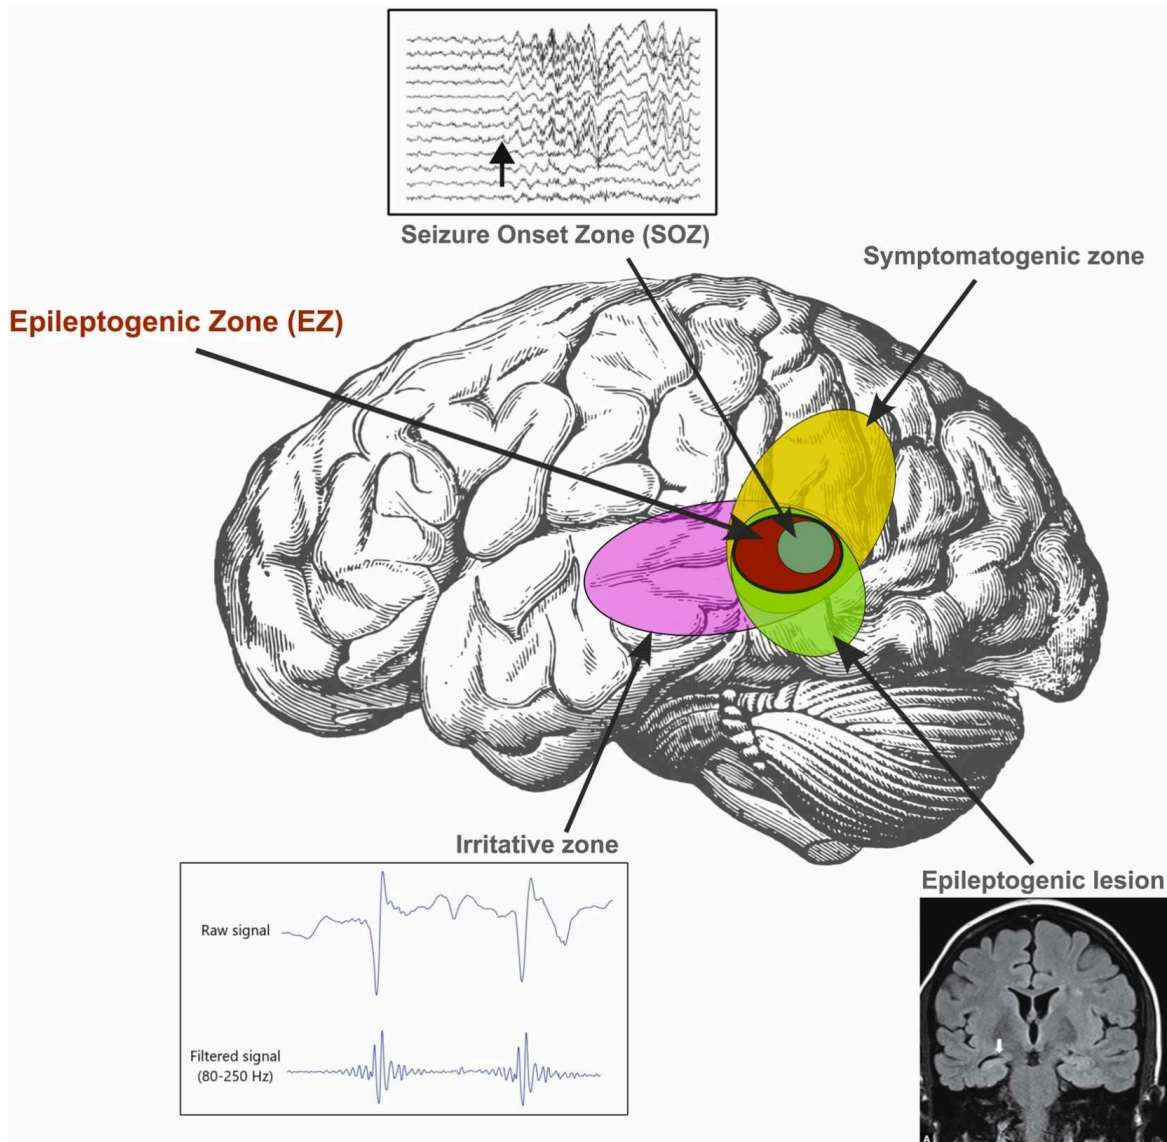 Seizure Onset Zone (SOZ)
Symptomatogenic zone
Epileptogenic Zone (EZ)
Irritative zone
Epileptogenic lesion
Raw signal
Filtered signal
(80-250 Hz)
A